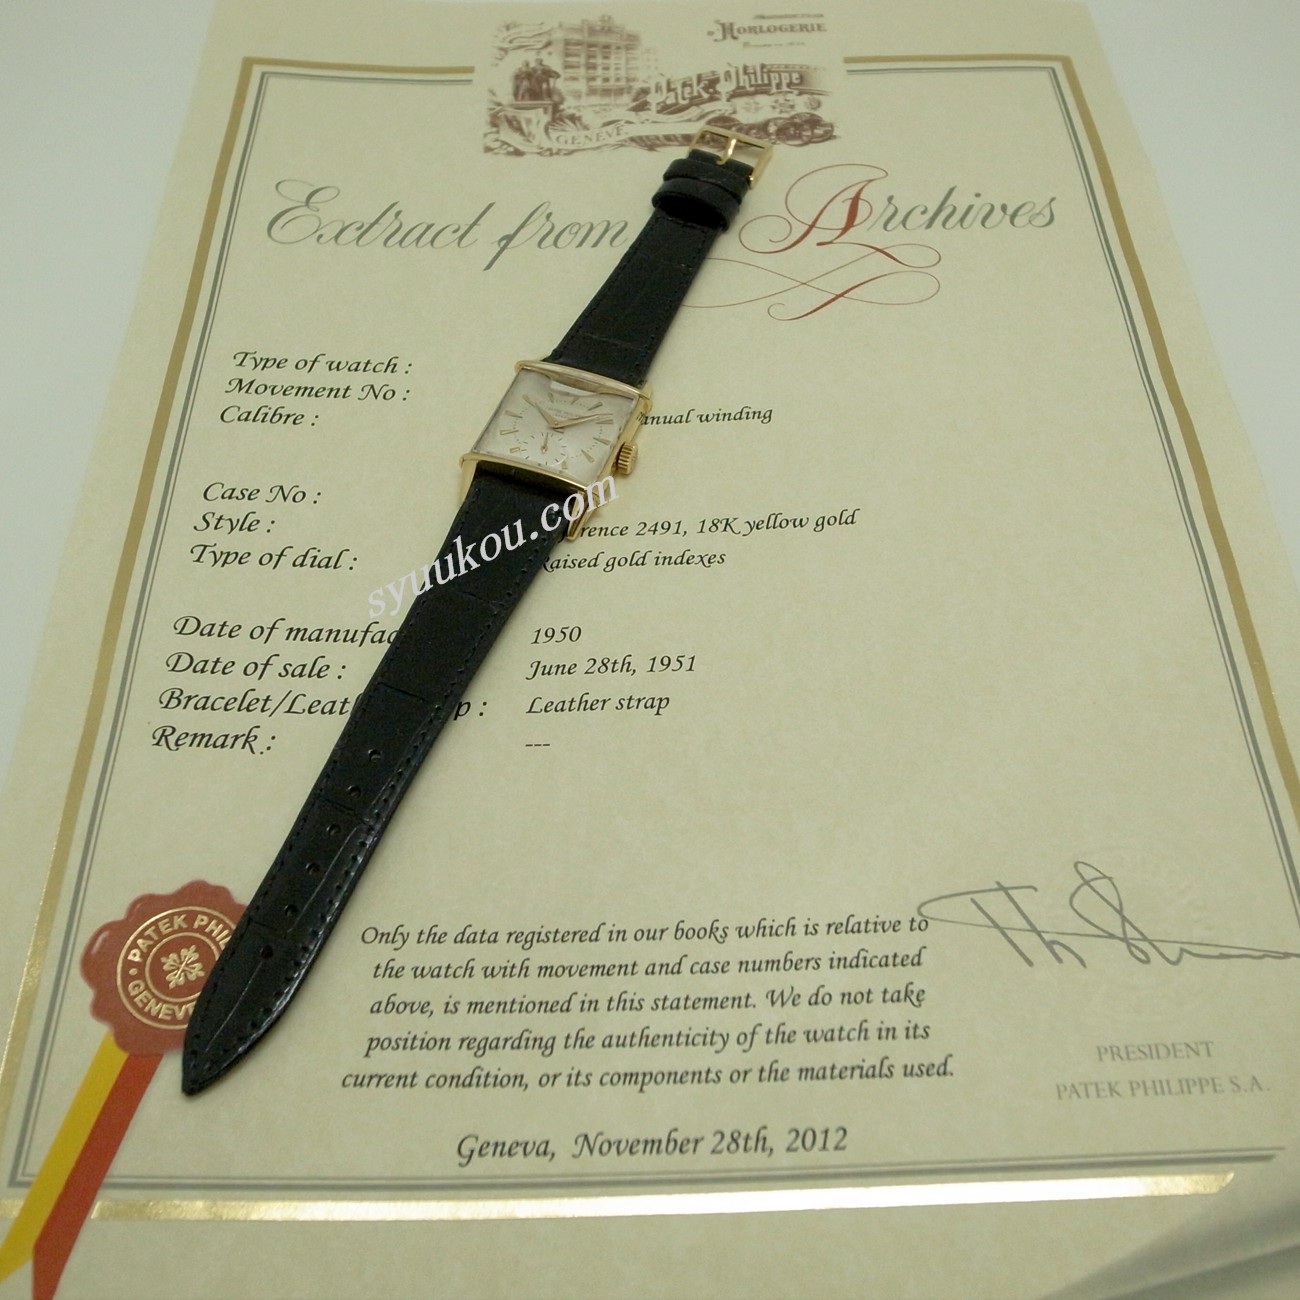 HORLOGERIE
Patek Philippe
GENÈVE
Extract from Archives
Type of watch :
Movement No :
Calibre : anual winding
Case No :
Style : rence 2491, 18K yellow gold
Type of dial : Raised gold indexes
Date of manufac 1950
Date of sale : June 28th, 1951
Bracelet/Leat p : Leather strap
Remark : ---
syuukou.com
PATEK PHIL
GENEV
Only the data registered in our books which is relative to
the watch with movement and case numbers indicated
above, is mentioned in this statement. We do not take
position regarding the authenticity of the watch in its
current condition, or its components or the materials used.
PRESIDENT
PATEK PHILIPPE S.A.
Geneva, November 28th, 2012